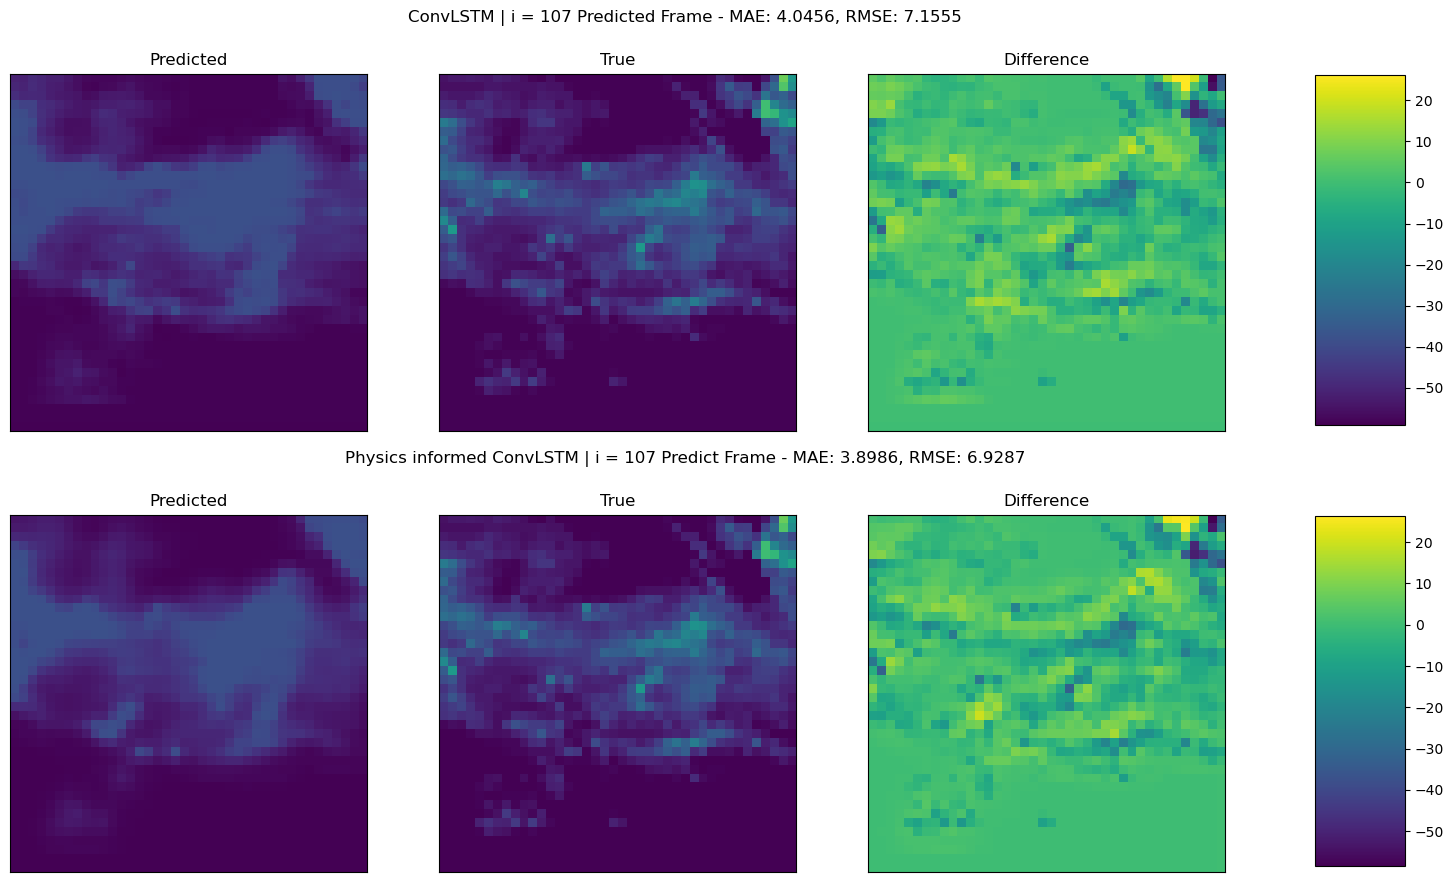 ConvLSTM | i = 107 Predicted Frame - MAE: 4.0456, RMSE: 7.1555
Predicted
True
Difference
20
10
0
−10
−20
−30
−40
−50
Physics informed ConvLSTM | i = 107 Predict Frame - MAE: 3.8986, RMSE: 6.9287
Predicted
True
Difference
20
10
0
−10
−20
−30
−40
−50